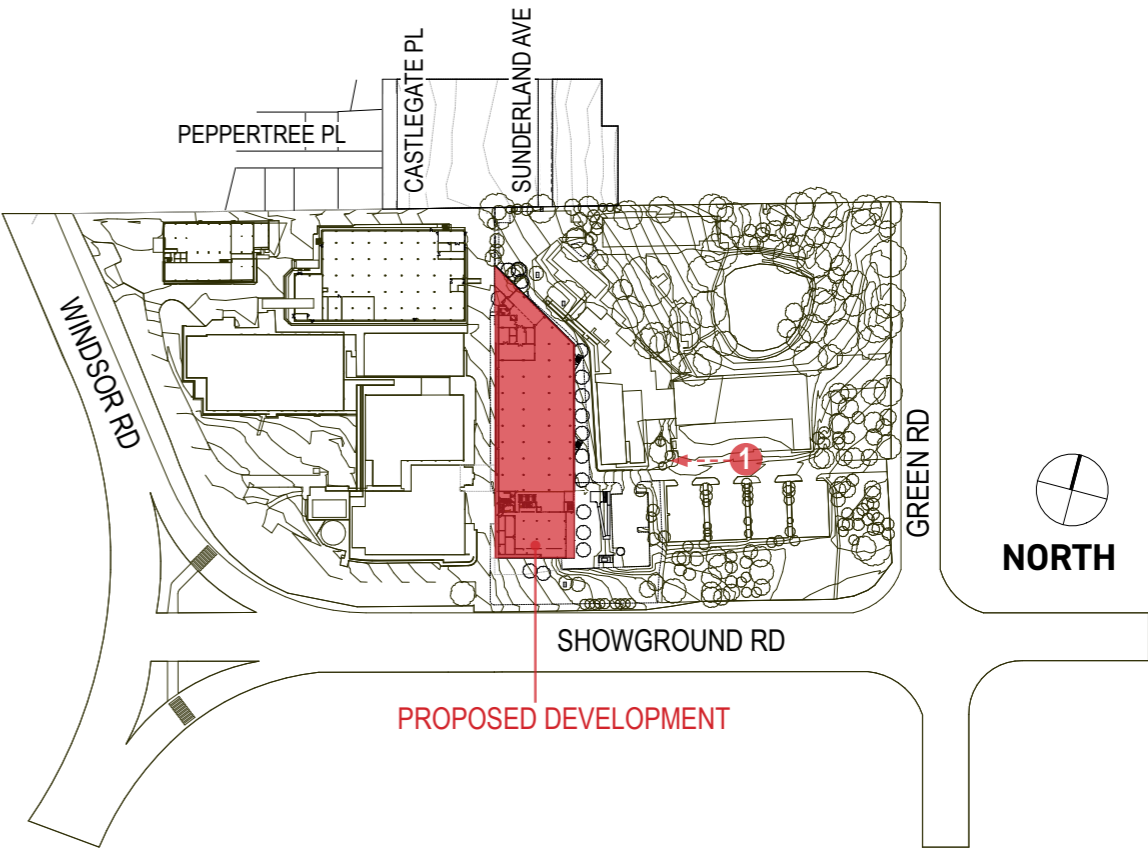 CASTLEGATE PL
SUNDERLAND AVE
PEPPERTREE PL
WINDSOR RD
1
GREEN RD
NORTH
SHOWGROUND RD
PROPOSED DEVELOPMENT